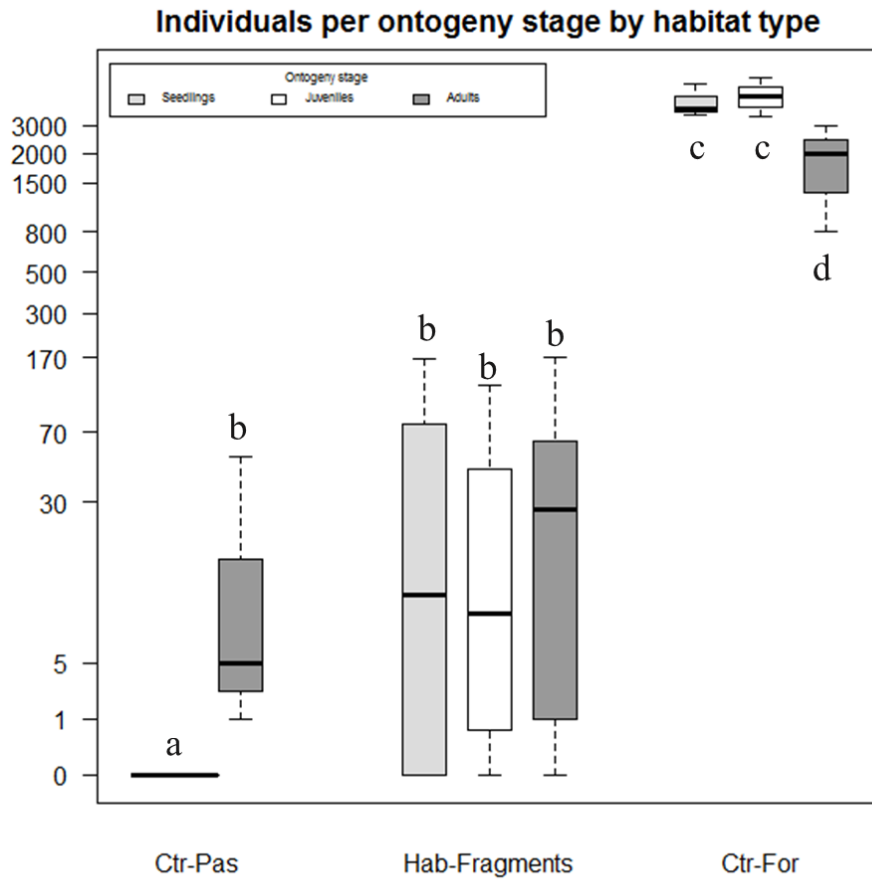 Individuals per ontogeny stage by habitat type
Ontogeny stage
Seedlings Juveniles Adults
3000
2000
1500
800
500
300
170
70
30
5
1
0
a
b
b
b
b
c
c
d
Ctr-Pas Hab-Fragments Ctr-For